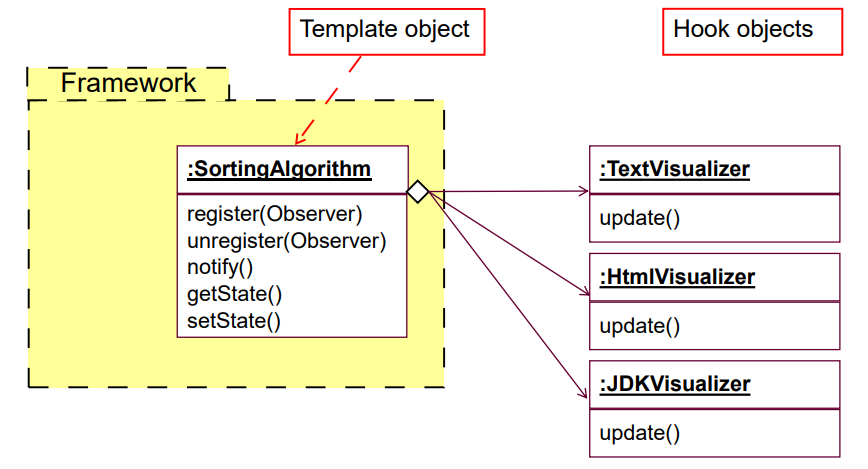 Template object
Hook objects
Framework
:SortingAlgorithm
register(Observer)
unregister(Observer)
notify()
getState()
setState()
:TextVisualizer
update()
:HtmlVisualizer
update()
:JDKVisualizer
update()